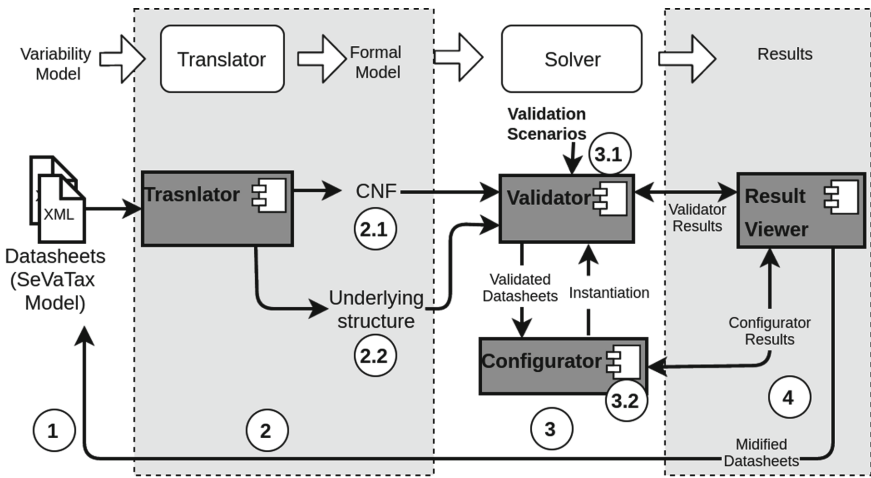 Variability
Model
Translator
Formal
Model
Solver
Results
Validation
Scenarios
3.1
XML
Trasnlator
CNF
2.1
Validator
Validator
Results
Result
Viewer
Datasheets
(SeVaTax
Model)
Underlying
structure
2.2
Validated
Datasheets
Instantiation
Configurator
3.2
Configurator
Results
1
2
3
4
Midified
Datasheets